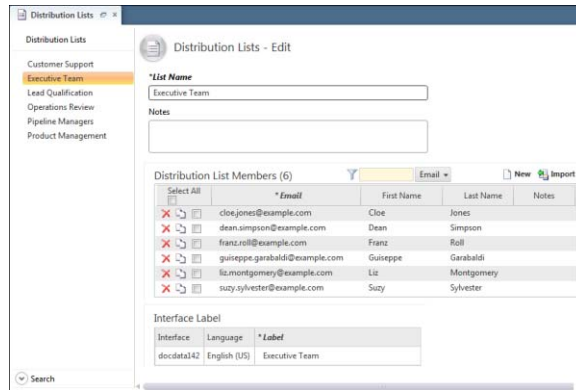 Distribution Lists
Distribution Lists
Customer Support
Executive Team
Lead Qualification
Operations Review
Pipeline Managers
Product Management
Search
Distribution Lists - Edit
*List Name
Executive Team
Notes
Distribution List Members (6)
Email
New
Import
Select All
* Email
First Name
Last Name
Notes
cloe.jones@example.com Cloe Jones
dean.simpson@example.com Dean Simpson
franz.roll@example.com Franz Roll
guiseppe.garabaldi@example.com Guiseppe Garabaldi
liz.montgomery@example.com Liz Montgomery
suzy.sylvester@example.com Suzy Sylvester
Interface Label
Interface Language * Label
docdata142 English (US) Executive Team